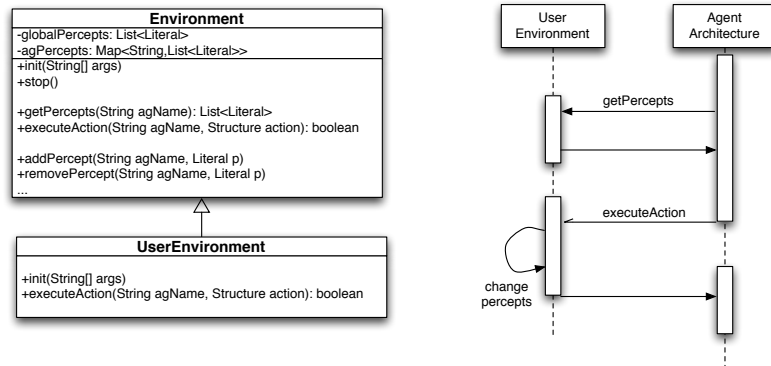 Environment
-globalPercepts: List<Literal>
-agPercepts: Map<String,List<Literal>>
+init(String[] args)
+stop()
+getPercepts(String agName): List<Literal>
+executeAction(String agName, Structure action): boolean
+addPercept(String agName, Literal p)
+removePercept(String agName, Literal p)
...
UserEnvironment
+init(String[] args)
+executeAction(String agName, Structure action): boolean
User
Environment
Agent
Architecture
getPercepts
executeAction
change
percepts